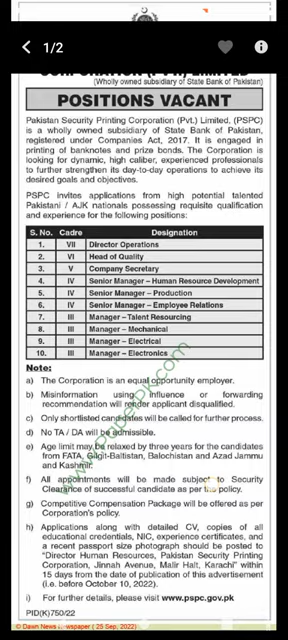 1/2
CORPORATION (PVT.) LIMITED
(Wholly owned subsidiary of State Bank of Pakistan)
POSITIONS VACANT
Pakistan Security Printing Corporation (Pvt.) Limited. (PSPC)
is a wholly owned subsidiary of State Bank of Pakistan,
registered under Companies Act, 2017. It is engaged in
printing of banknotes and prize bonds. The Corporation is
looking for dynamic, high caliber, experienced professionals
to further strengthen its day-to-day operations to achieve its
desired goals and objectives.
PSPC invites applications from high potential talented
Pakistani / AJK nationals possessing requisite qualification
and experience for the following positions:
S. No. Cadre Designation
1. VII Director Operations
2. VI Head of Quality
3. V Company Secretary
4. IV Senior Manager – Human Resource Development
5. IV Senior Manager – Production
6. IV Senior Manager – Employee Relations
7. III Manager – Talent Resourcing
8. III Manager – Mechanical
9. III Manager – Electrical
10. III Manager – Electronics
Note:
a) The Corporation is an equal opportunity employer.
b) Misinformation using influence or forwarding
recommendation will render applicant disqualified.
c) Only shortlisted candidates will be called for further process.
d) No TA / DA will be admissible.
e) Age limit may be relaxed by three years for the candidates
from FATA, Gilgit-Baltistan, Balochistan and Azad Jammu
and Kashmir.
f) All appointments will be made subject to Security
Clearance of successful candidate as per its policy.
g) Competitive Compensation Package will be offered as per
Corporation's policy.
h) Applications along with detailed CV, copies of all
educational credentials, NIC, experience certificates, and
a recent passport size photograph should be posted to
"Director Human Resources, Pakistan Security Printing
Corporation, Jinnah Avenue, Malir Halt, Karachi" within
15 days from the date of publication of this advertisement
(i.e. before October 10, 2022).
i) For further details, please visit www.pspc.gov.pk
PID(K)750/22
© Dawn News Newspaper ( 25 Sep, 2022)
www.PaperPk.com